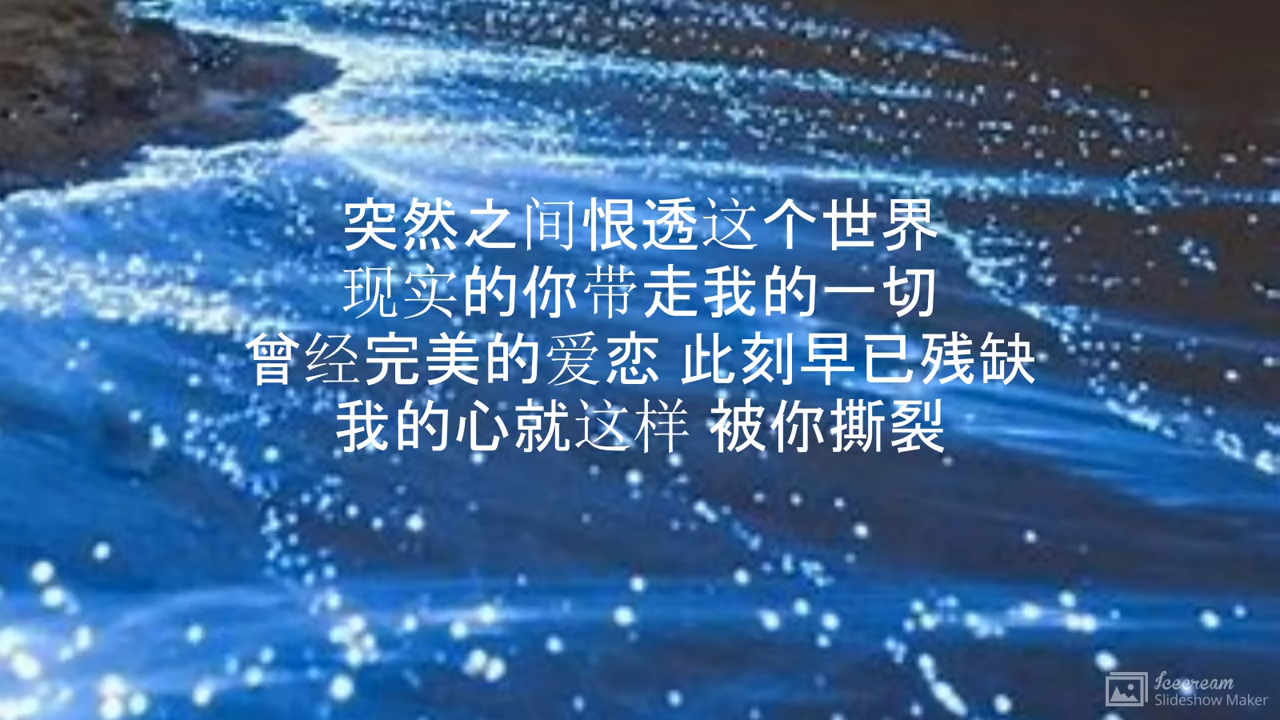 突然之间恨透这个世界
现实的你带走我的一切
曾经完美的爱恋 此刻早已残缺
我的心就这样 被你撕裂
Icecream
Slideshow Maker